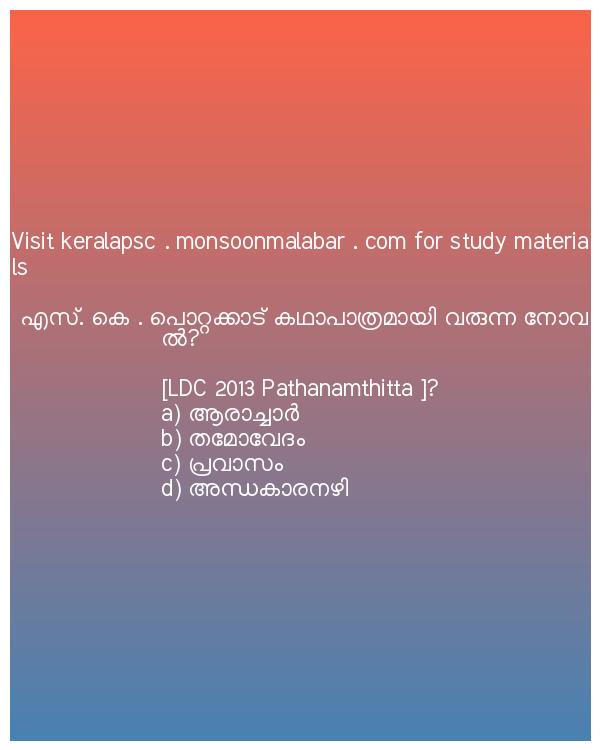 Visit keralapsc . monsoonmalabar . com for study materia
ls
എസ്. കെ . പൊറ്റക്കാട് കഥാപാത്രമായി വരുന്ന നോവ
ൽ?
[LDC 2013 Pathanamthitta ]?
a) ആരാച്ചാർ
b) തമോവേദം
c) പ്രവാസം
d) അന്ധകാരനഴി